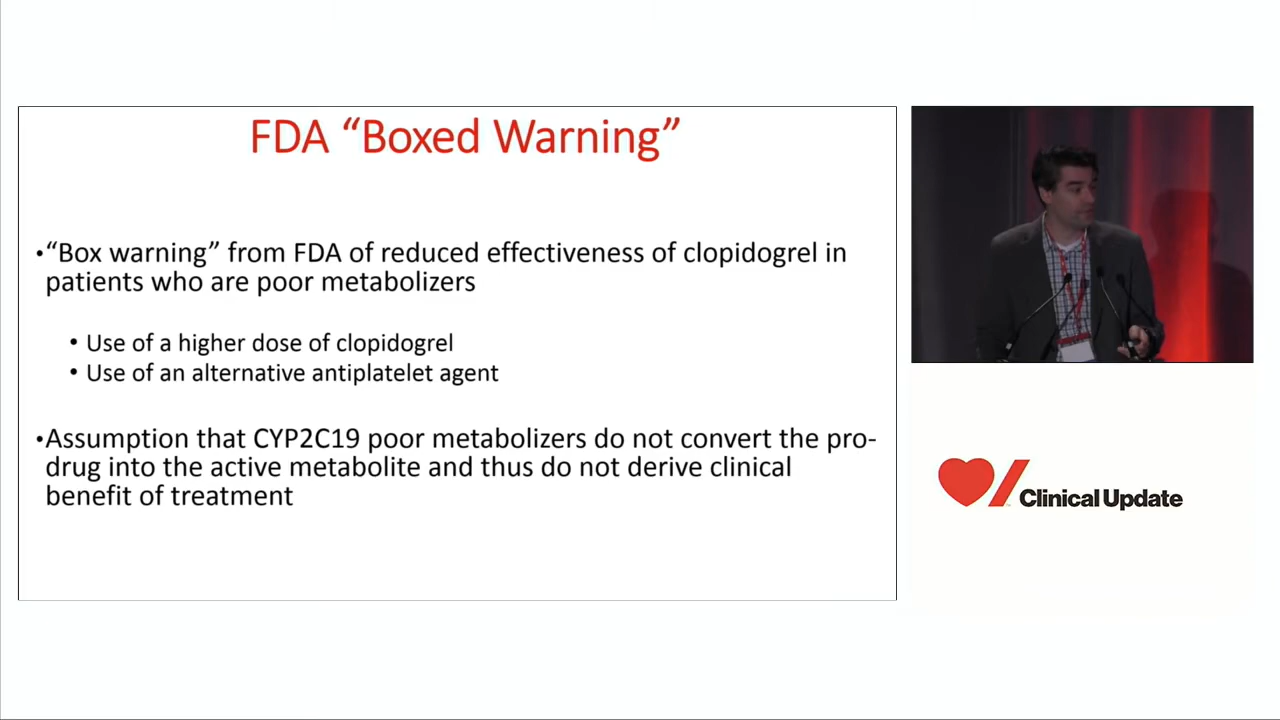 FDA “Boxed Warning”
•“Box warning” from FDA of reduced effectiveness of clopidogrel in
patients who are poor metabolizers
• Use of a higher dose of clopidogrel
• Use of an alternative antiplatelet agent
•Assumption that CYP2C19 poor metabolizers do not convert the pro-
drug into the active metabolite and thus do not derive clinical
benefit of treatment
Clinical Update